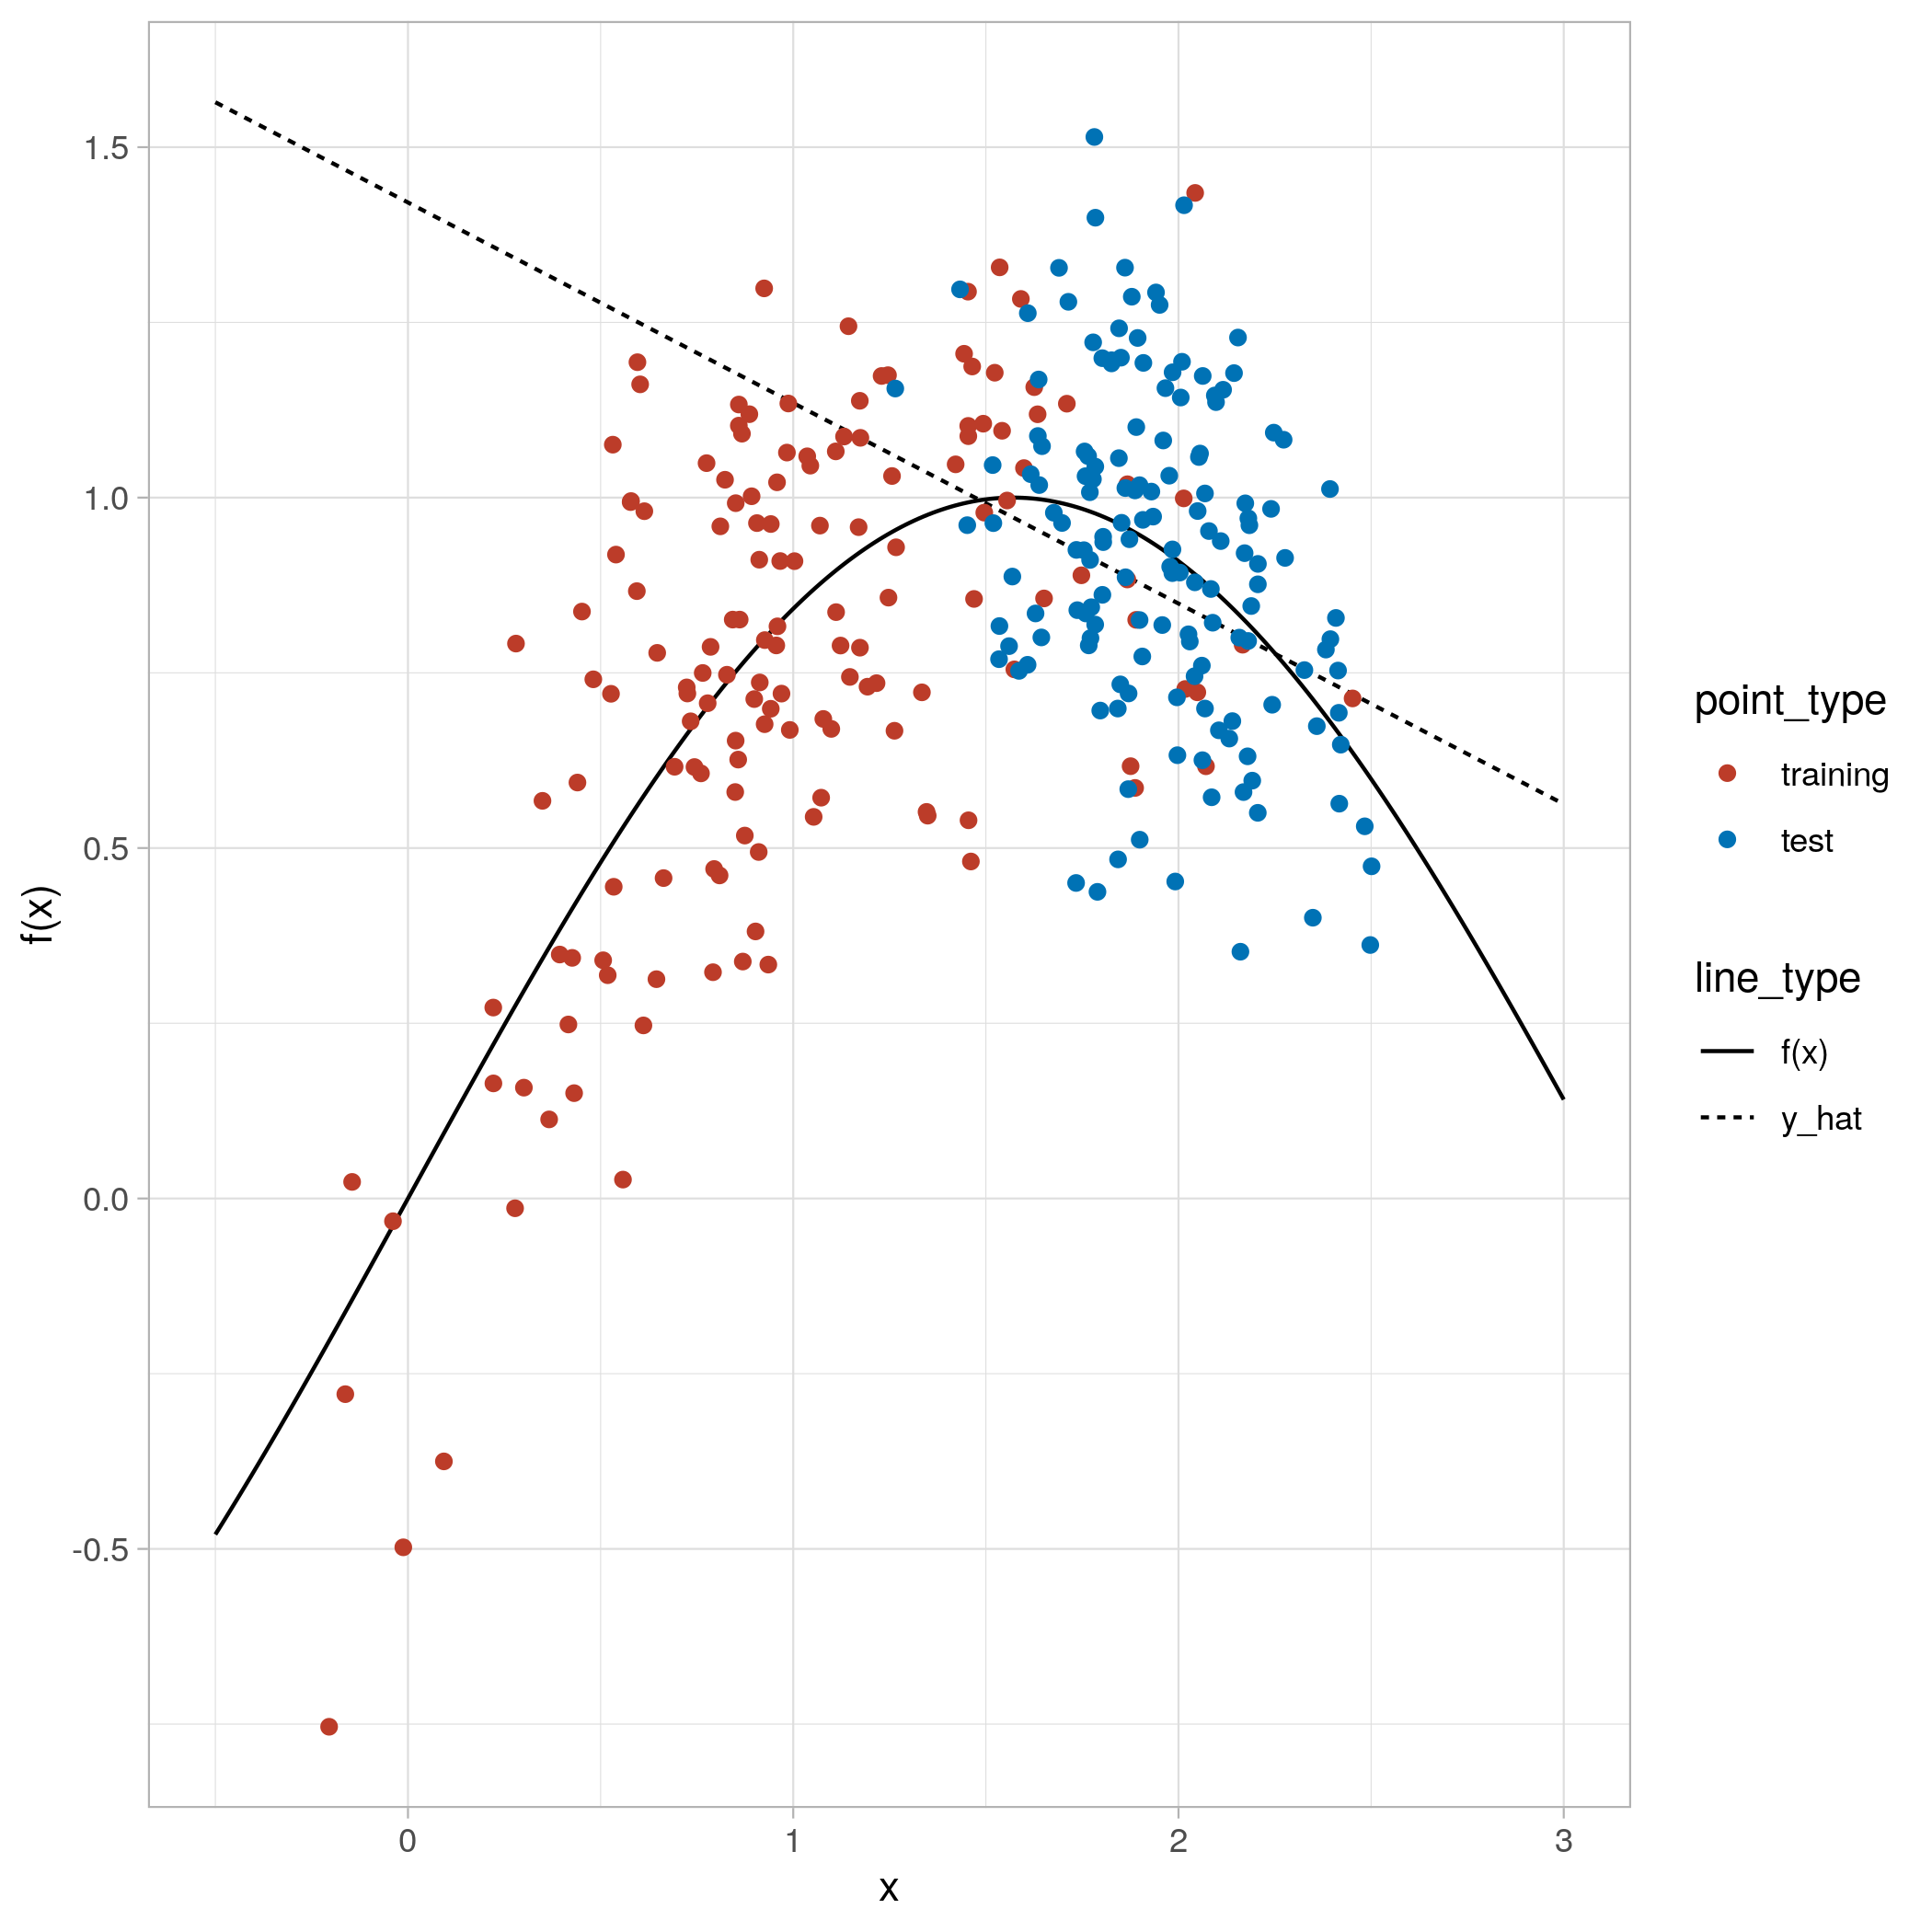 1.5
1.0
0.5
0.0
-0.5
f(x)
0 1 2 3
x
point_type
training
test
line_type
f(x)
y_hat